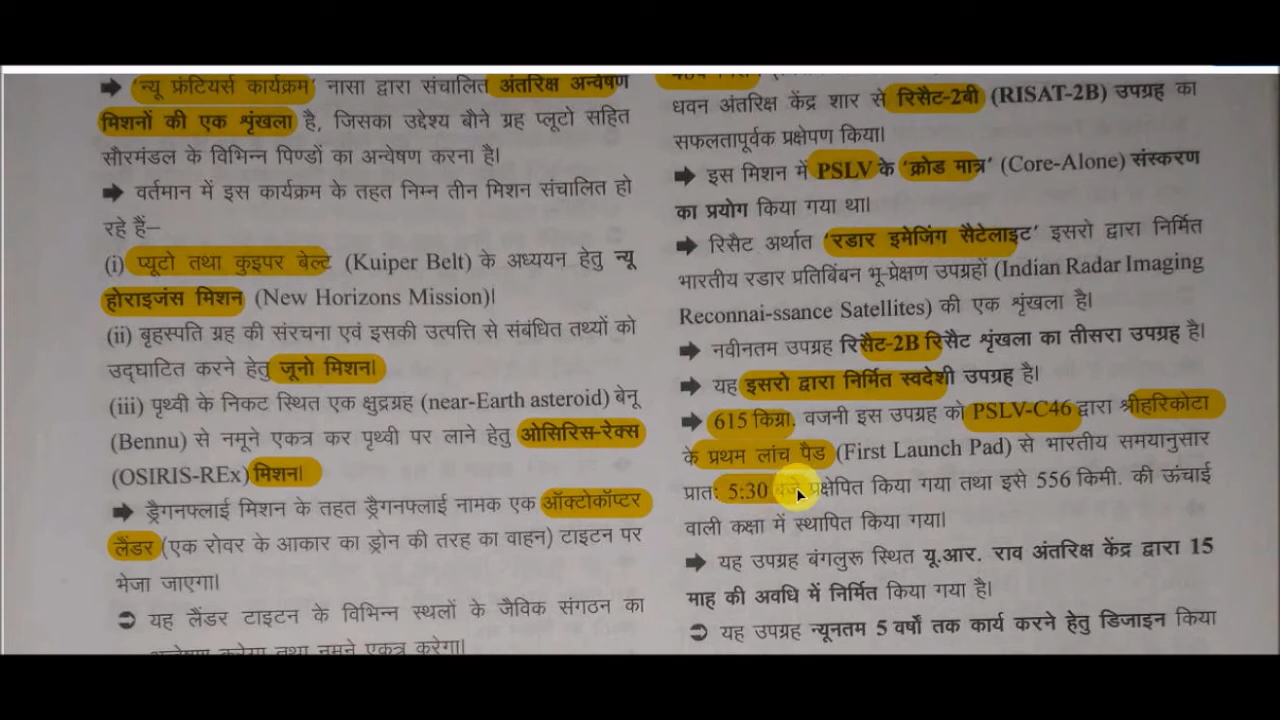 ➡ 'न्यू फ्रंटियर्स कार्यक्रम' नासा द्वारा संचालित अंतरिक्ष अन्वेषण
मिशनों की एक शृंखला है, जिसका उद्देश्य बौने ग्रह प्लूटो सहित
सौरमंडल के विभिन्न पिण्डों का अन्वेषण करना है।
➡ वर्तमान में इस कार्यक्रम के तहत निम्न तीन मिशन संचालित हो
रहे हैं–
(i) प्यूटो तथा कुइपर बेल्ट (Kuiper Belt) के अध्ययन हेतु न्यू
होराइजंस मिशन (New Horizons Mission)।
(ii) बृहस्पति ग्रह की संरचना एवं इसकी उत्पत्ति से संबंधित तथ्यों को
उद्घाटित करने हेतु जूनो मिशन।
(iii) पृथ्वी के निकट स्थित एक क्षुद्रग्रह (near-Earth asteroid) बेनू
(Bennu) से नमूने एकत्र कर पृथ्वी पर लाने हेतु ओसिरिस-रेक्स
(OSIRIS-REx) मिशन।
➡ ड्रैगनफ्लाई मिशन के तहत ड्रैगनफ्लाई नामक एक ऑक्टोकॉप्टर
लैंडर (एक रोवर के आकार का ड्रोन की तरह का वाहन) टाइटन पर
भेजा जाएगा।
➲ यह लैंडर टाइटन के विभिन्न स्थलों के जैविक संगठन का
अन्वेषण करेगा तथा नमूने एकत्र करेगा।
धवन अंतरिक्ष केंद्र शार से रिसैट-2बी (RISAT-2B) उपग्रह का
सफलतापूर्वक प्रक्षेपण किया।
➡ इस मिशन में PSLV के 'क्रोड मात्र' (Core-Alone) संस्करण
का प्रयोग किया गया था।
➡ रिसैट अर्थात 'रडार इमेजिंग सैटेलाइट' इसरो द्वारा निर्मित
भारतीय रडार प्रतिबिंबन भू-प्रेक्षण उपग्रहों (Indian Radar Imaging
Reconnai-ssance Satellites) की एक शृंखला है।
➡ नवीनतम उपग्रह रिसैट-2B रिसैट शृंखला का तीसरा उपग्रह है।
➡ यह इसरो द्वारा निर्मित स्वदेशी उपग्रह है।
➡ 615 किग्रा. वजनी इस उपग्रह को PSLV-C46 द्वारा श्रीहरिकोटा
के प्रथम लांच पैड (First Launch Pad) से भारतीय समयानुसार
प्रात: 5:30 बजे प्रक्षेपित किया गया तथा इसे 556 किमी. की ऊंचाई
वाली कक्षा में स्थापित किया गया।
➡ यह उपग्रह बंगलुरू स्थित यू.आर. राव अंतरिक्ष केंद्र द्वारा 15
माह की अवधि में निर्मित किया गया है।
➲ यह उपग्रह न्यूनतम 5 वर्षों तक कार्य करने हेतु डिजाइन किया